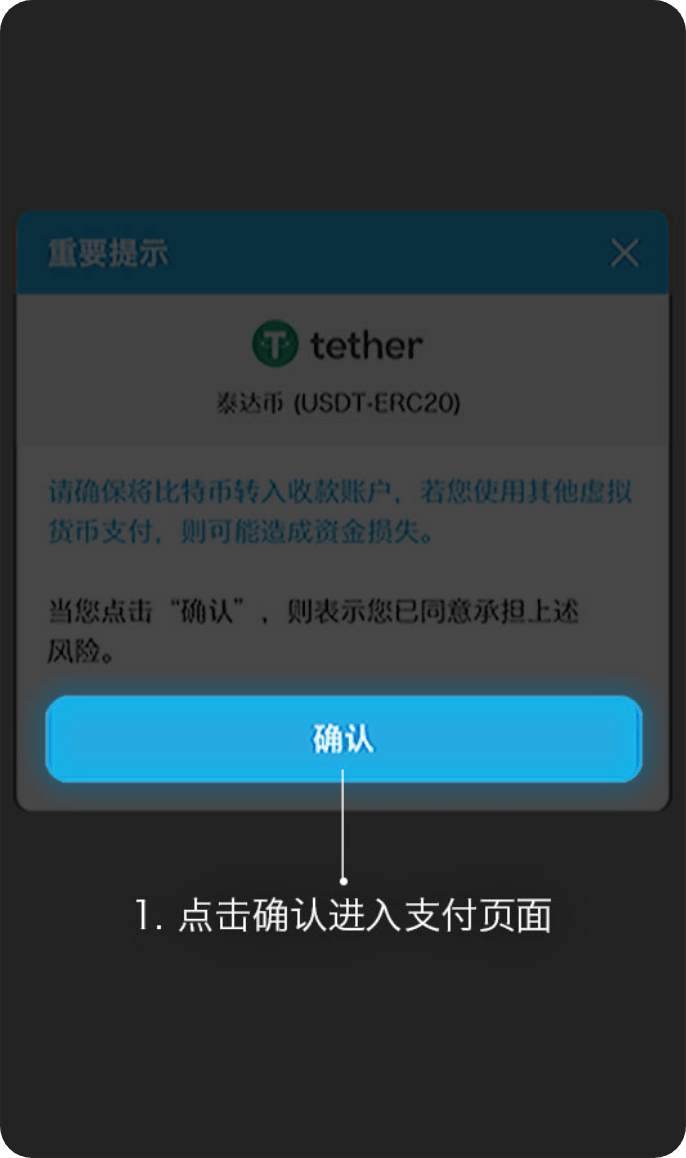 重要提示
tether
泰达币 (USDT-ERC20)
请确保将比特币转入收款账户，若您使用其他虚拟
货币支付，则可能造成资金损失。
当您点击“确认”，则表示您已同意承担上述
风险。
确认
1. 点击确认进入支付页面